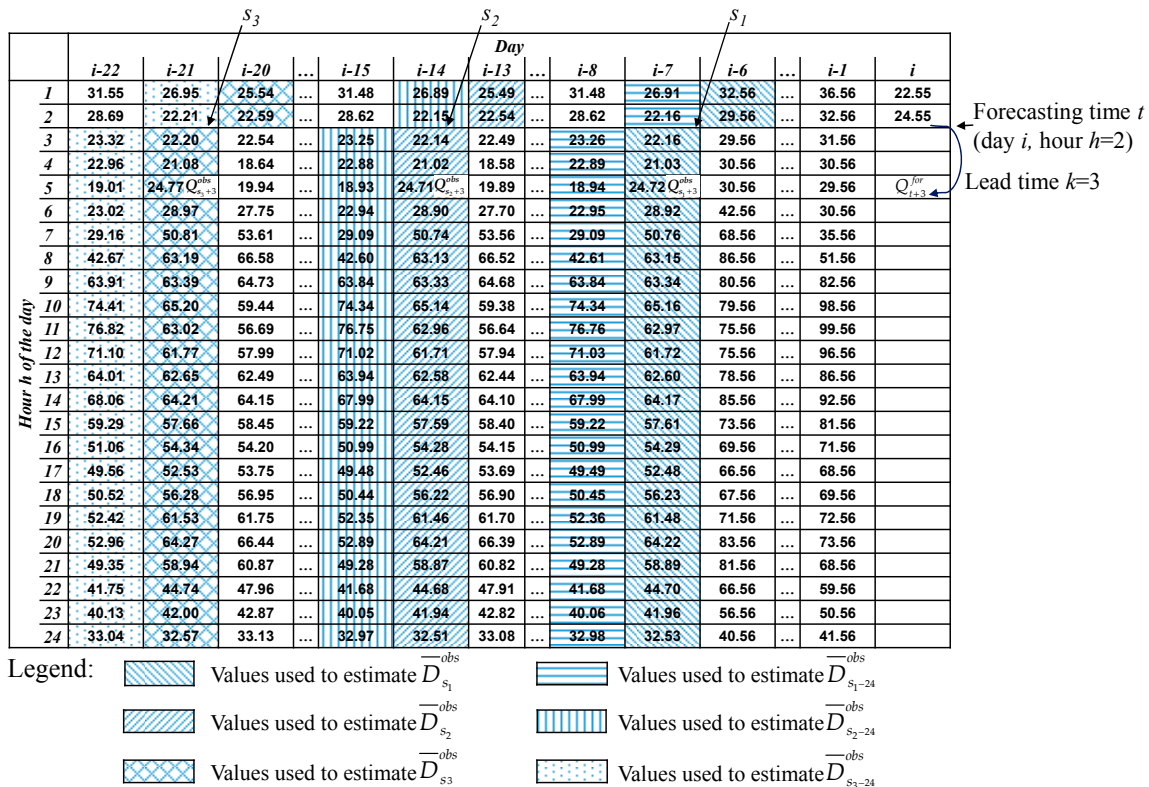 s3 s2 s1
Day
i-22 i-21 i-20 … i-15 i-14 i-13 … i-8 i-7 i-6 … i-1 i
Hour h of the day
1 31.55 26.95 25.54 … 31.48 26.89 25.49 … 31.48 26.91 32.56 … 36.56 22.55
2 28.69 22.21 22.59 … 28.62 22.15 22.54 … 28.62 22.16 29.56 … 32.56 24.55
3 23.32 22.20 22.54 … 23.25 22.14 22.49 … 23.26 22.16 29.56 … 31.56
4 22.96 21.08 18.64 … 22.88 21.02 18.58 … 22.89 21.03 30.56 … 30.56
5 19.01 24.77 Q^obs_s3+3 19.94 … 18.93 24.71 Q^obs_s2+3 19.89 … 18.94 24.72 Q^obs_s1+3 30.56 … 29.56 Q^for_t+3
6 23.02 28.97 27.75 … 22.94 28.90 27.70 … 22.95 28.92 42.56 … 30.56
7 29.16 50.81 53.61 … 29.09 50.74 53.56 … 29.09 50.76 68.56 … 35.56
8 42.67 63.19 66.58 … 42.60 63.13 66.52 … 42.61 63.15 86.56 … 51.56
9 63.91 63.39 64.73 … 63.84 63.33 64.68 … 63.84 63.34 80.56 … 82.56
10 74.41 65.20 59.44 … 74.34 65.14 59.38 … 74.34 65.16 79.56 … 98.56
11 76.82 63.02 56.69 … 76.75 62.96 56.64 … 76.76 62.97 75.56 … 99.56
12 71.10 61.77 57.99 … 71.02 61.71 57.94 … 71.03 61.72 75.56 … 96.56
13 64.01 62.65 62.49 … 63.94 62.58 62.44 … 63.94 62.60 78.56 … 86.56
14 68.06 64.21 64.15 … 67.99 64.15 64.10 … 67.99 64.17 85.56 … 92.56
15 59.29 57.66 58.45 … 59.22 57.59 58.40 … 59.22 57.61 73.56 … 81.56
16 51.06 54.34 54.20 … 50.99 54.28 54.15 … 50.99 54.29 69.56 … 71.56
17 49.56 52.53 53.75 … 49.48 52.46 53.69 … 49.49 52.48 66.56 … 68.56
18 50.52 56.28 56.95 … 50.44 56.22 56.90 … 50.45 56.23 67.56 … 69.56
19 52.42 61.53 61.75 … 52.35 61.46 61.70 … 52.36 61.48 71.56 … 72.56
20 52.96 64.27 66.44 … 52.89 64.21 66.39 … 52.89 64.22 83.56 … 73.56
21 49.35 58.94 60.87 … 49.28 58.87 60.82 … 49.28 58.89 81.56 … 68.56
22 41.75 44.74 47.96 … 41.68 44.68 47.91 … 41.68 44.70 66.56 … 59.56
23 40.13 42.00 42.87 … 40.05 41.94 42.82 … 40.06 41.96 56.56 … 50.56
24 33.04 32.57 33.13 … 32.97 32.51 33.08 … 32.98 32.53 40.56 … 41.56
Forecasting time t
(day i, hour h=2)
Lead time k=3
Legend:
Values used to estimate D̅^obs_s1 Values used to estimate D̅^obs_s1-24
Values used to estimate D̅^obs_s2 Values used to estimate D̅^obs_s2-24
Values used to estimate D̅^obs_s3 Values used to estimate D̅^obs_s3-24